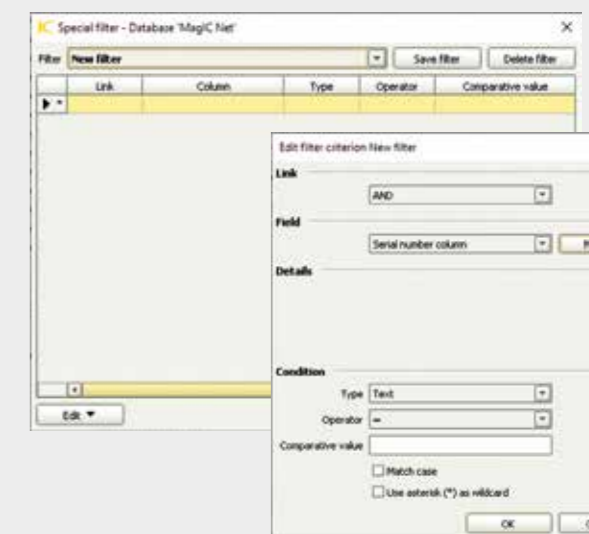 Special filter - Database 'MagIC Net'
Filter New filter Save filter Delete filter
Link Column Type Operator Comparative value
Edit filter criterion New filter
Link
AND
Field
Serial number column
Details
Condition
Type Text
Operator =
Comparative value
Match case
Use asterisk (*) as wildcard
Edit
OK